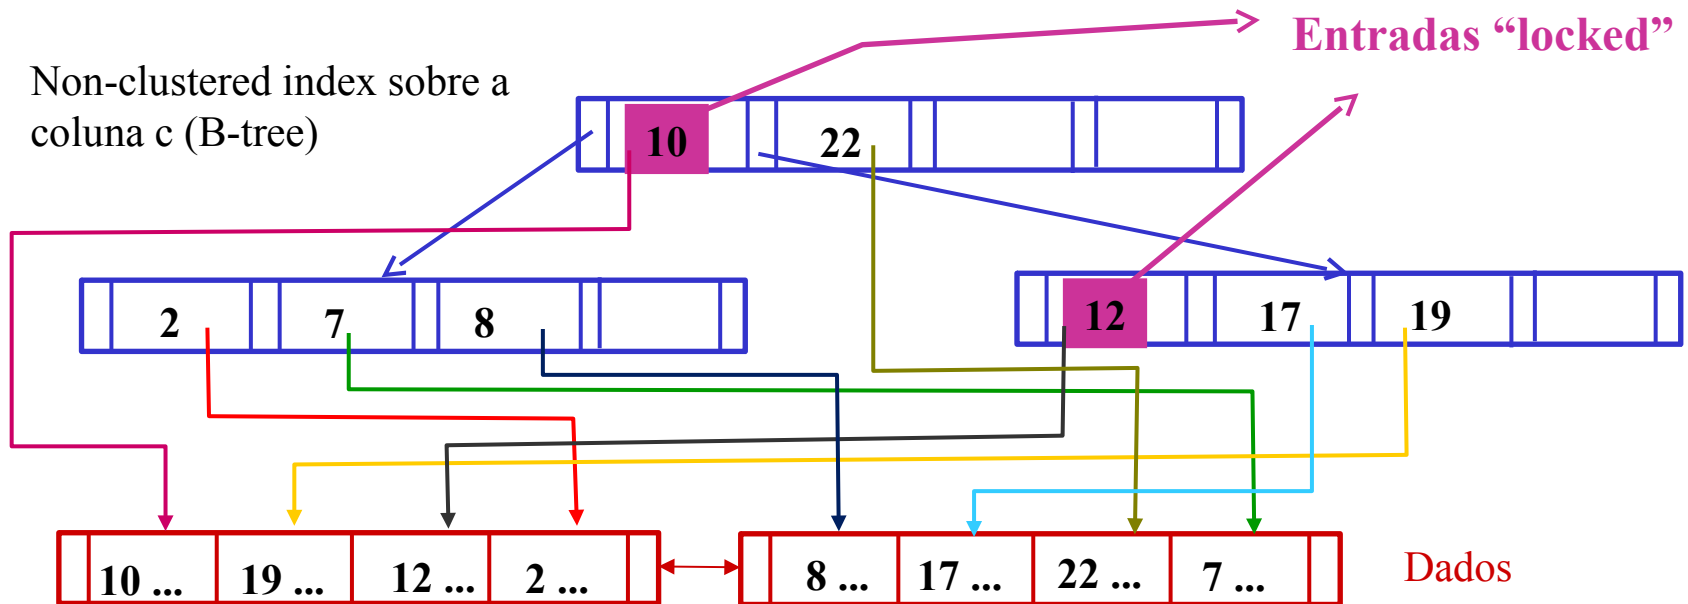 Entradas “locked”
Non-clustered index sobre a
coluna c (B-tree)
10 22
2 7 8 12 17 19
10 ... 19 ... 12 ... 2 ... 8 ... 17 ... 22 ... 7 ... Dados